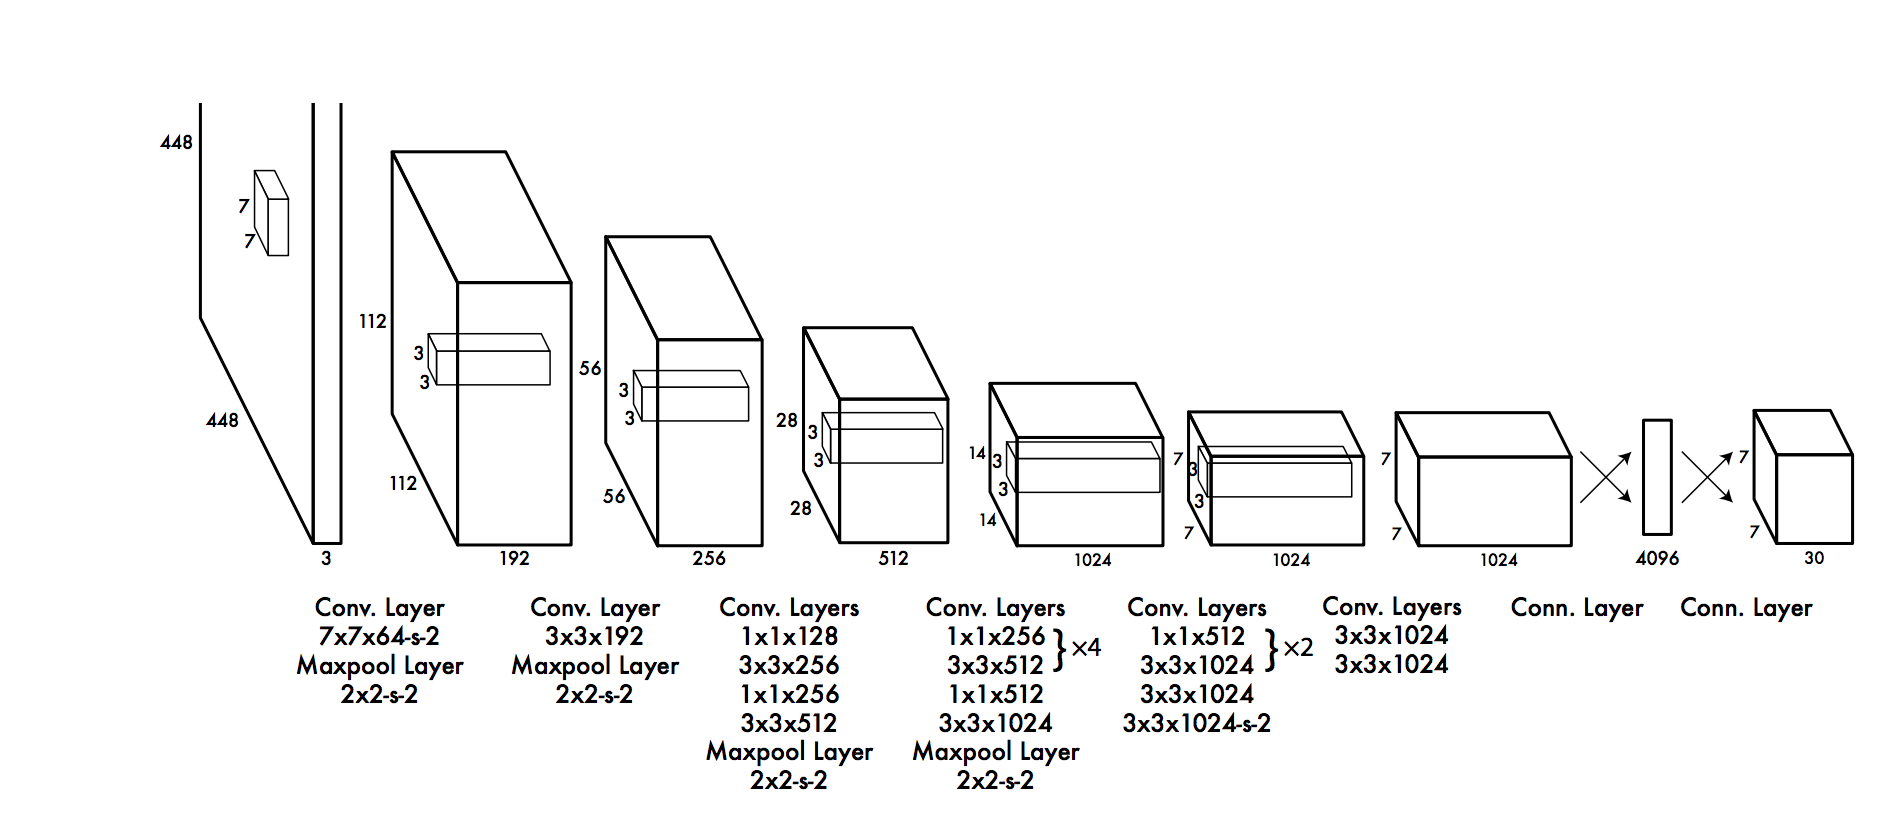 448
7
7
448
3
112
3
3
112
192
56
3
3
56
256
28
3
3
28
512
14
3
3
14
1024
7
3
3
7
1024
7
7
1024
4096
7
7
30
Conv. Layer
7x7x64-s-2
Maxpool Layer
2x2-s-2
Conv. Layer
3x3x192
Maxpool Layer
2x2-s-2
Conv. Layers
1x1x128
3x3x256
1x1x256
3x3x512
Maxpool Layer
2x2-s-2
Conv. Layers
1x1x256
3x3x512
}×4
1x1x512
3x3x1024
Maxpool Layer
2x2-s-2
Conv. Layers
1x1x512
3x3x1024
}×2
3x3x1024
3x3x1024-s-2
Conv. Layers
3x3x1024
3x3x1024
Conn. Layer
Conn. Layer